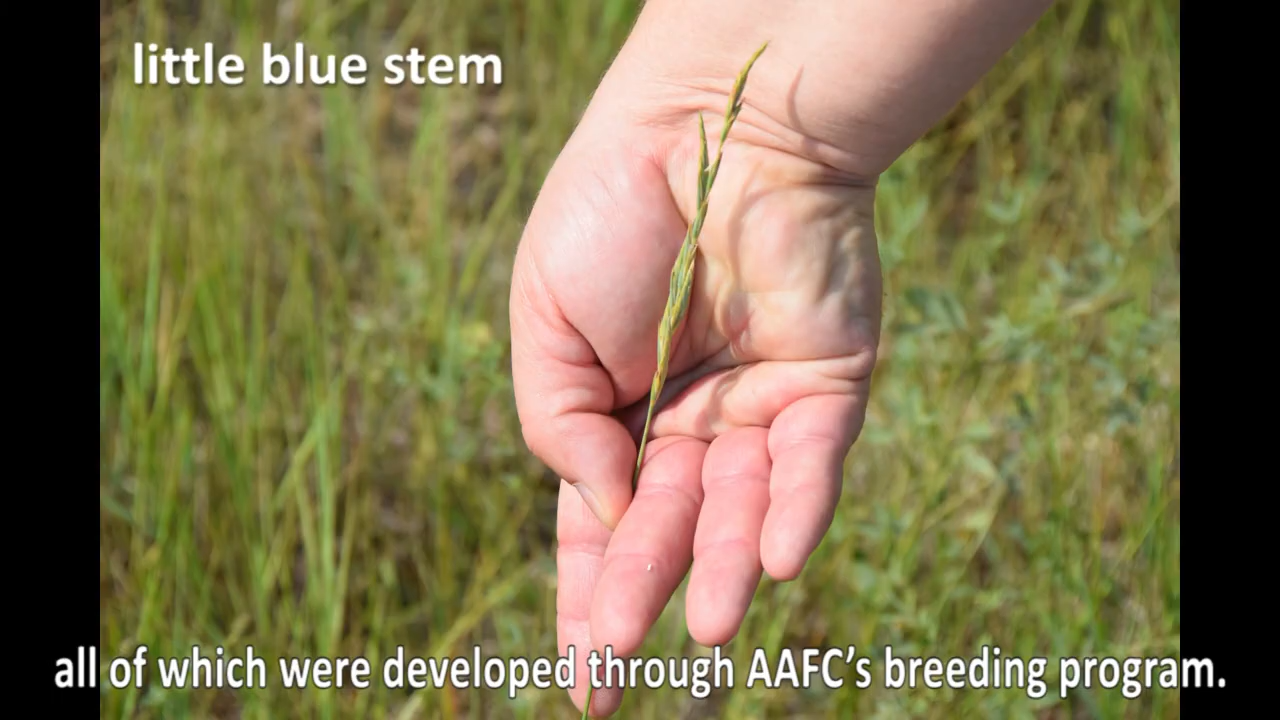 little blue stem
all of which were developed through AAFC’s breeding program.